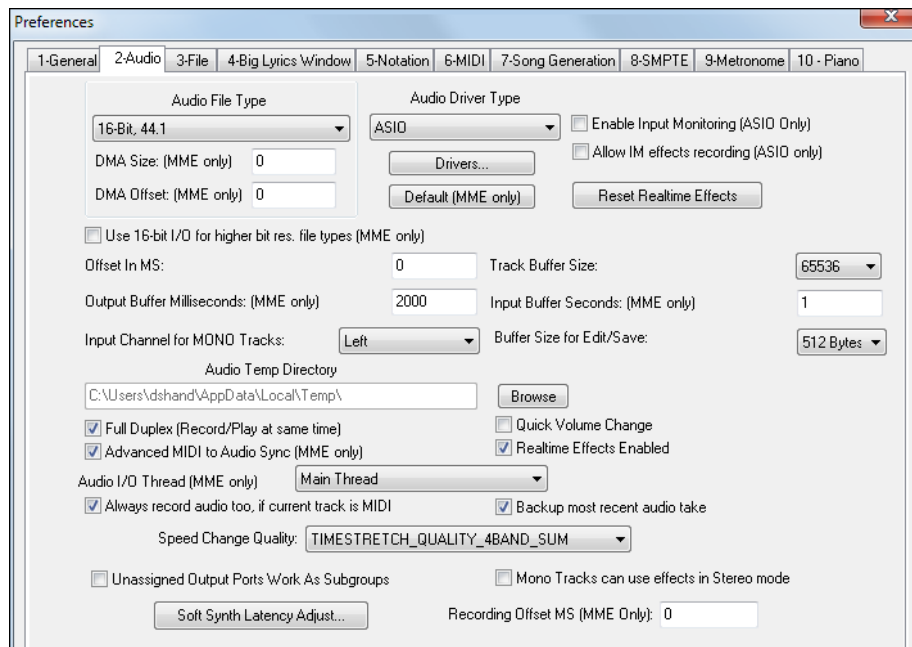 Preferences
1-General 2-Audio 3-File 4-Big Lyrics Window 5-Notation 6-MIDI 7-Song Generation 8-SMPTE 9-Metronome 10 - Piano
Audio File Type
16-Bit, 44.1
DMA Size: (MME only) 0
DMA Offset: (MME only) 0
Audio Driver Type
ASIO
Drivers...
Default (MME only)
Enable Input Monitoring (ASIO Only)
Allow IM effects recording (ASIO only)
Reset Realtime Effects
Use 16-bit I/O for higher bit res. file types (MME only)
Offset In MS: 0 Track Buffer Size: 65536
Output Buffer Milliseconds: (MME only) 2000 Input Buffer Seconds: (MME only) 1
Input Channel for MONO Tracks: Left Buffer Size for Edit/Save: 512 Bytes
Audio Temp Directory
C:\Users\dshand\AppData\Local\Temp\ Browse
Full Duplex (Record/Play at same time) Quick Volume Change
Advanced MIDI to Audio Sync (MME only) Realtime Effects Enabled
Audio I/O Thread (MME only) Main Thread
Always record audio too, if current track is MIDI Backup most recent audio take
Speed Change Quality: TIMESTRETCH_QUALITY_4BAND_SUM
Unassigned Output Ports Work As Subgroups Mono Tracks can use effects in Stereo mode
Soft Synth Latency Adjust... Recording Offset MS (MME Only): 0